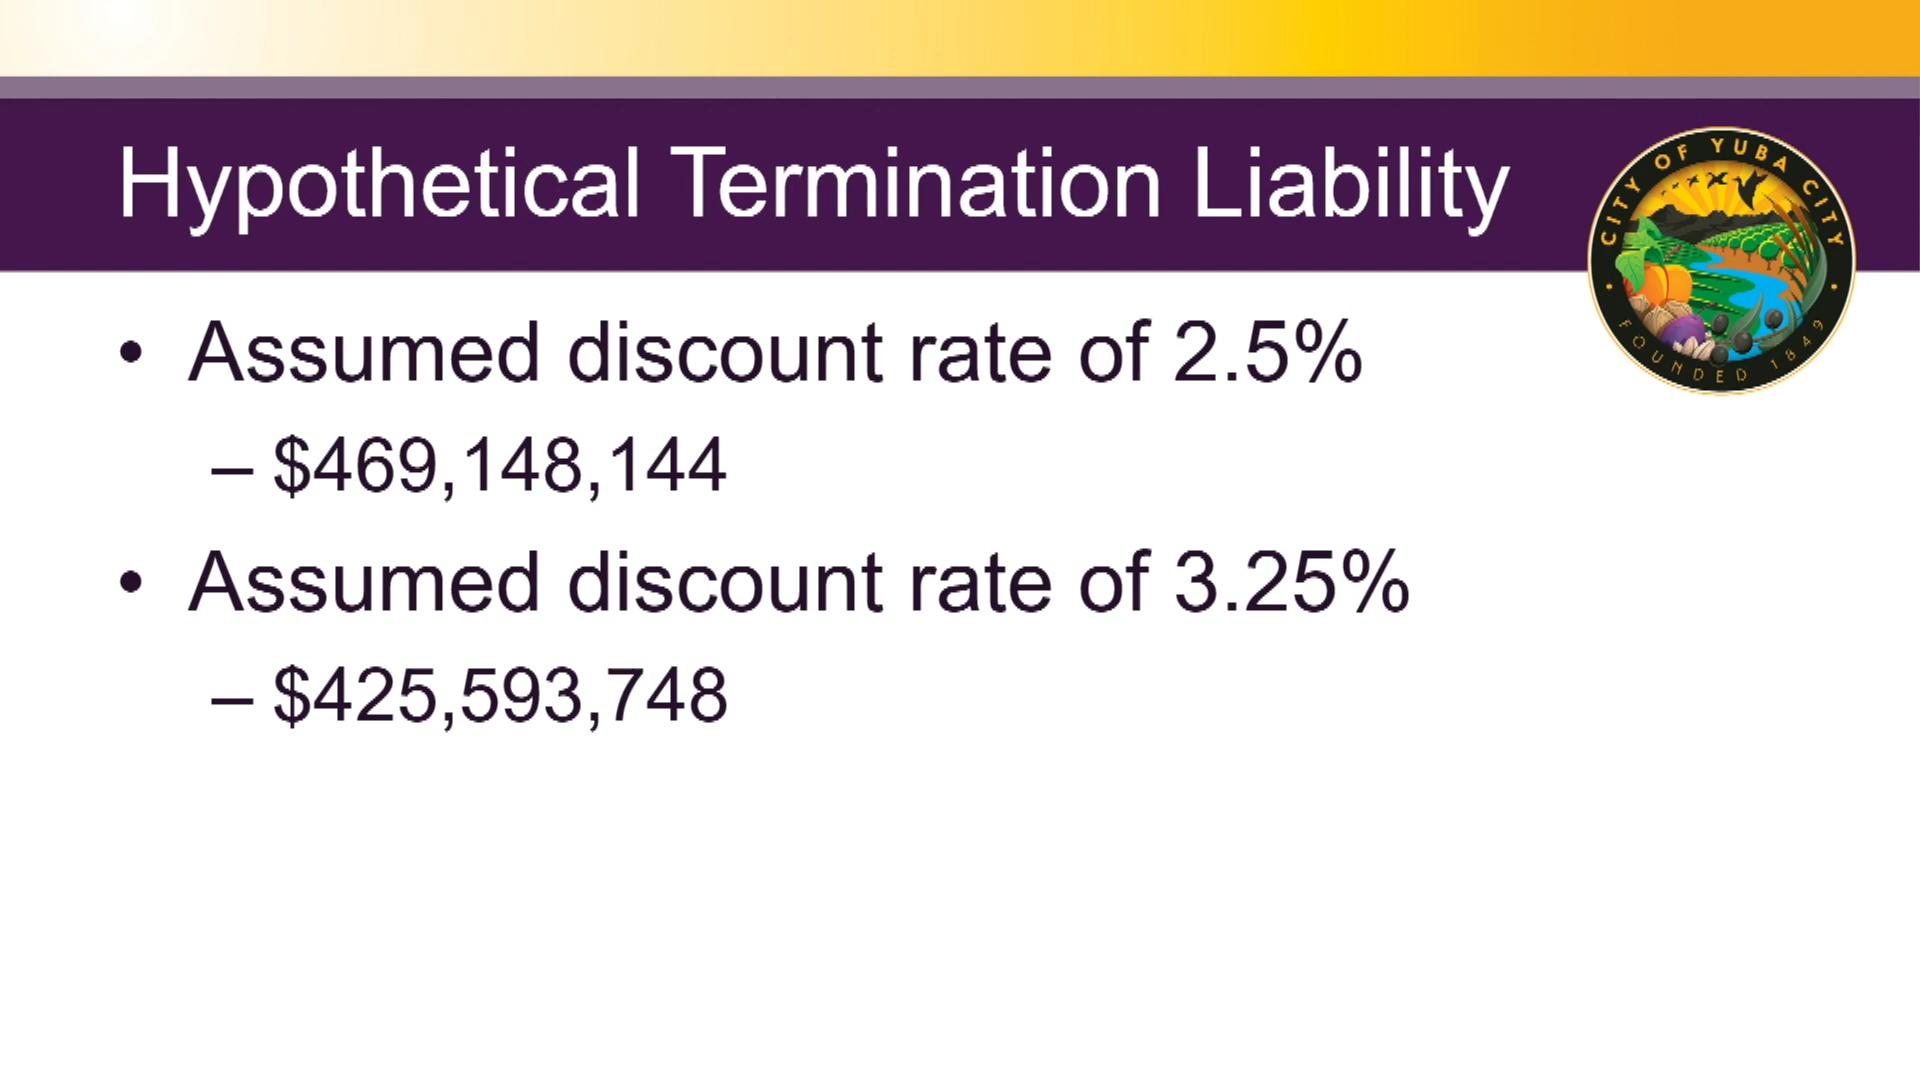 Hypothetical Termination Liability
CITY OF YUBA CITY
• FOUNDED 1849 •
• Assumed discount rate of 2.5%
– $469,148,144
• Assumed discount rate of 3.25%
– $425,593,748